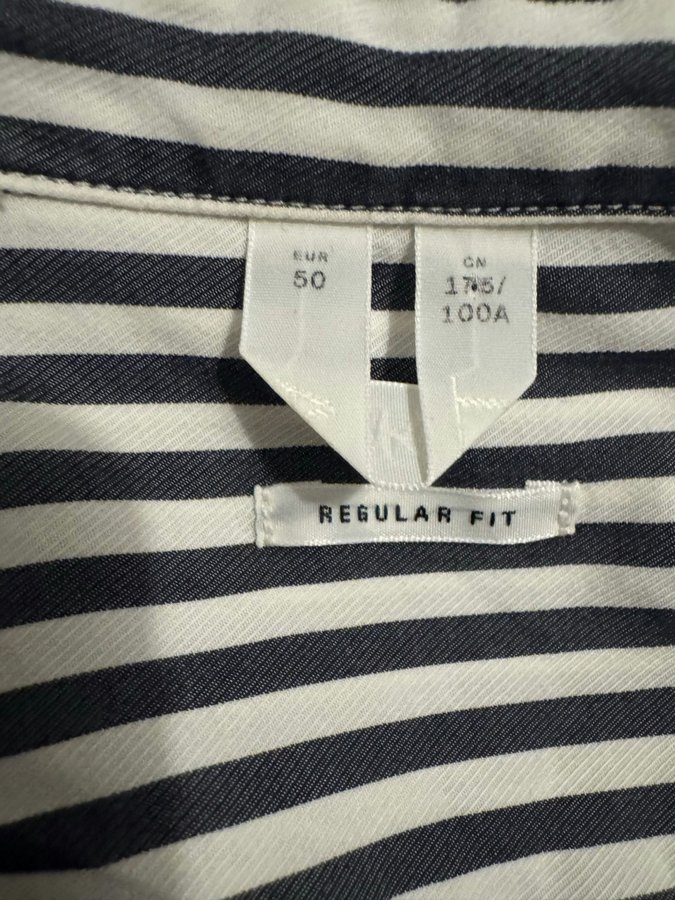 EUR
50
CN
175/
100A
REGULAR FIT